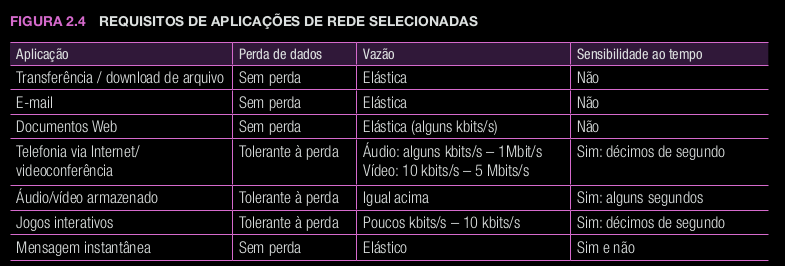 FIGURA 2.4 REQUISITOS DE APLICAÇÕES DE REDE SELECIONADAS
Aplicação Perda de dados Vazão Sensibilidade ao tempo
Transferência / download de arquivo Sem perda Elástica Não
E-mail Sem perda Elástica Não
Documentos Web Sem perda Elástica (alguns kbits/s) Não
Telefonia via Internet/ Tolerante à perda Áudio: alguns kbits/s – 1Mbit/s Sim: décimos de segundo
videoconferência Vídeo: 10 kbits/s – 5 Mbits/s
Áudio/vídeo armazenado Tolerante à perda Igual acima Sim: alguns segundos
Jogos interativos Tolerante à perda Poucos kbits/s – 10 kbits/s Sim: décimos de segundo
Mensagem instantânea Sem perda Elástico Sim e não